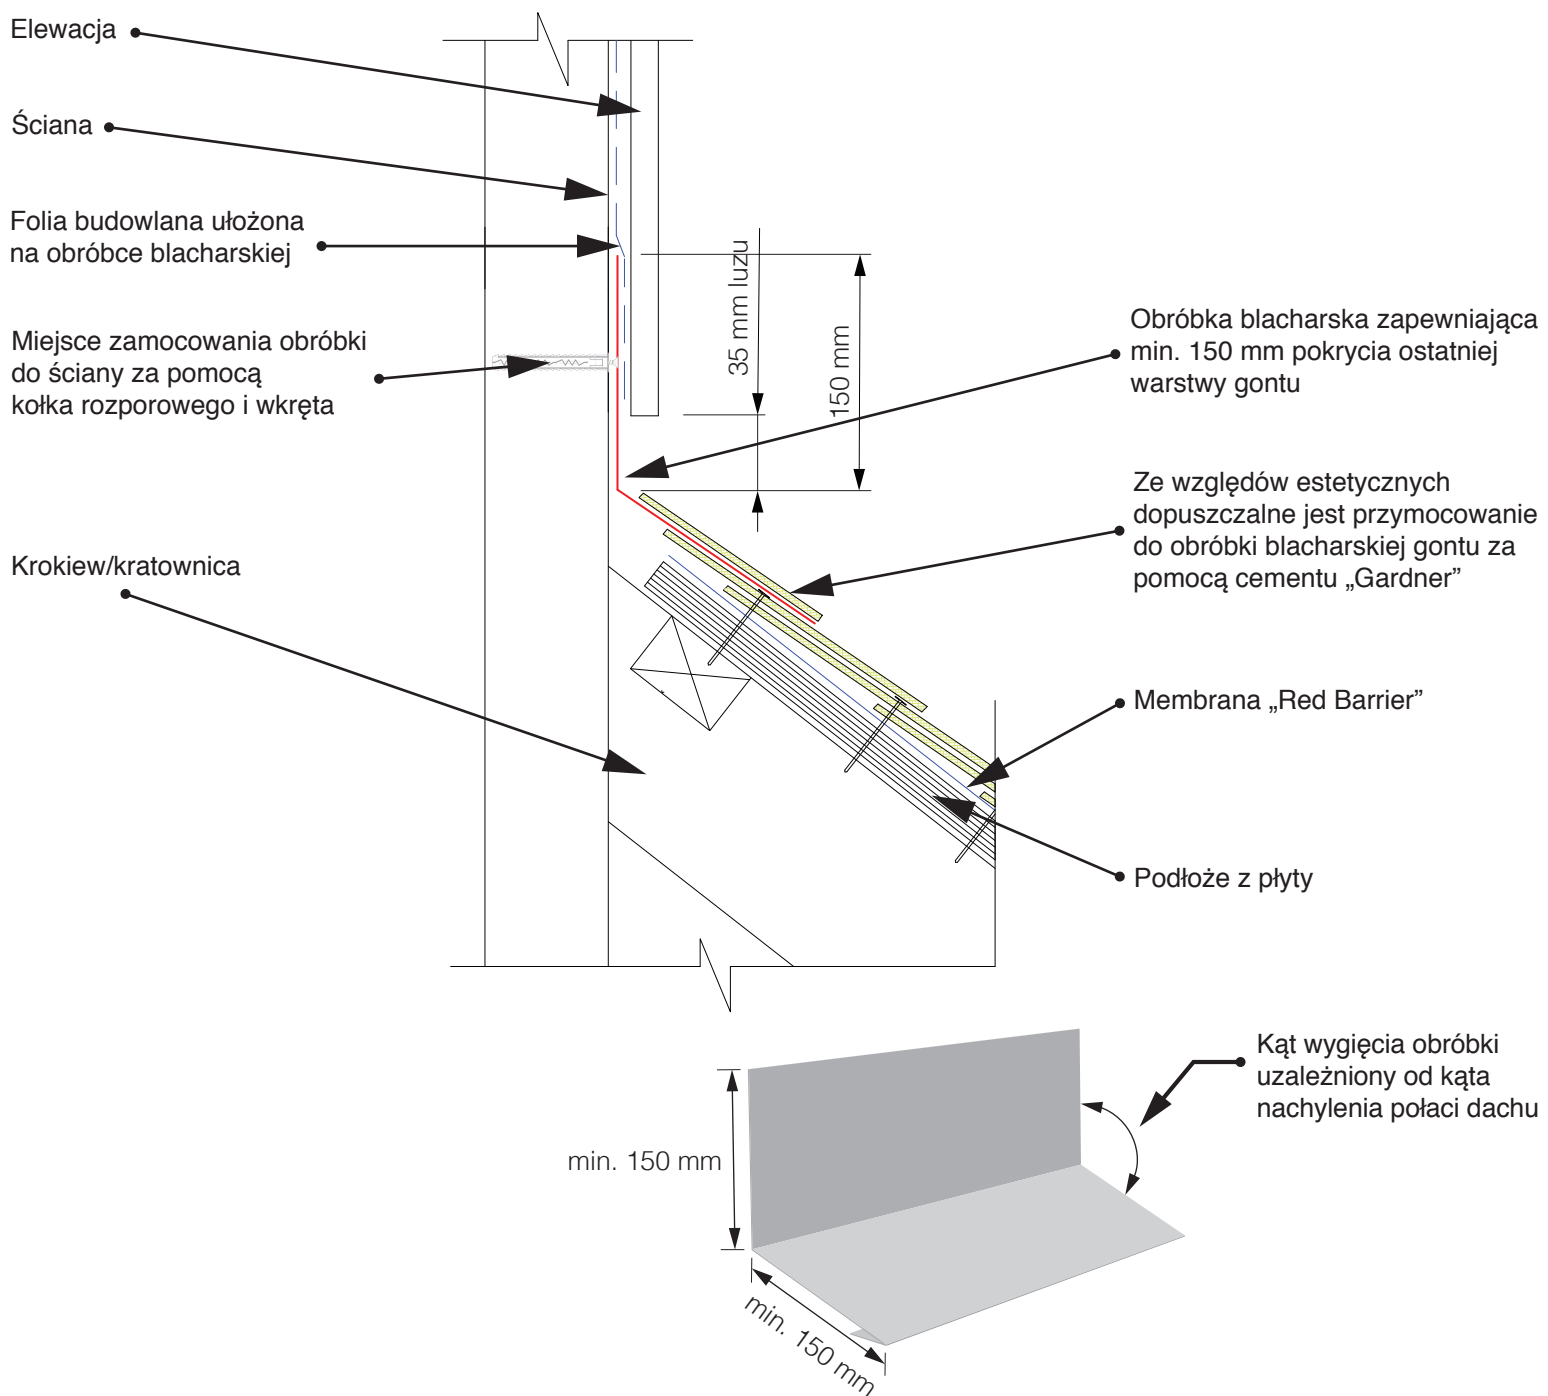 Elewacja
Ściana
Folia budowlana ułożona
na obróbce blacharskiej
Miejsce zamocowania obróbki
do ściany za pomocą
kołka rozporowego i wkręta
Krokiew/kratownica
35 mm luzu
150 mm
Obróbka blacharska zapewniająca
min. 150 mm pokrycia ostatniej
warstwy gontu
Ze względów estetycznych
dopuszczalne jest przymocowanie
do obróbki blacharskiej gontu za
pomocą cementu „Gardner”
Membrana „Red Barrier”
Podłoże z płyty
Kąt wygięcia obróbki
uzależniony od kąta
nachylenia połaci dachu
min. 150 mm
min. 150 mm